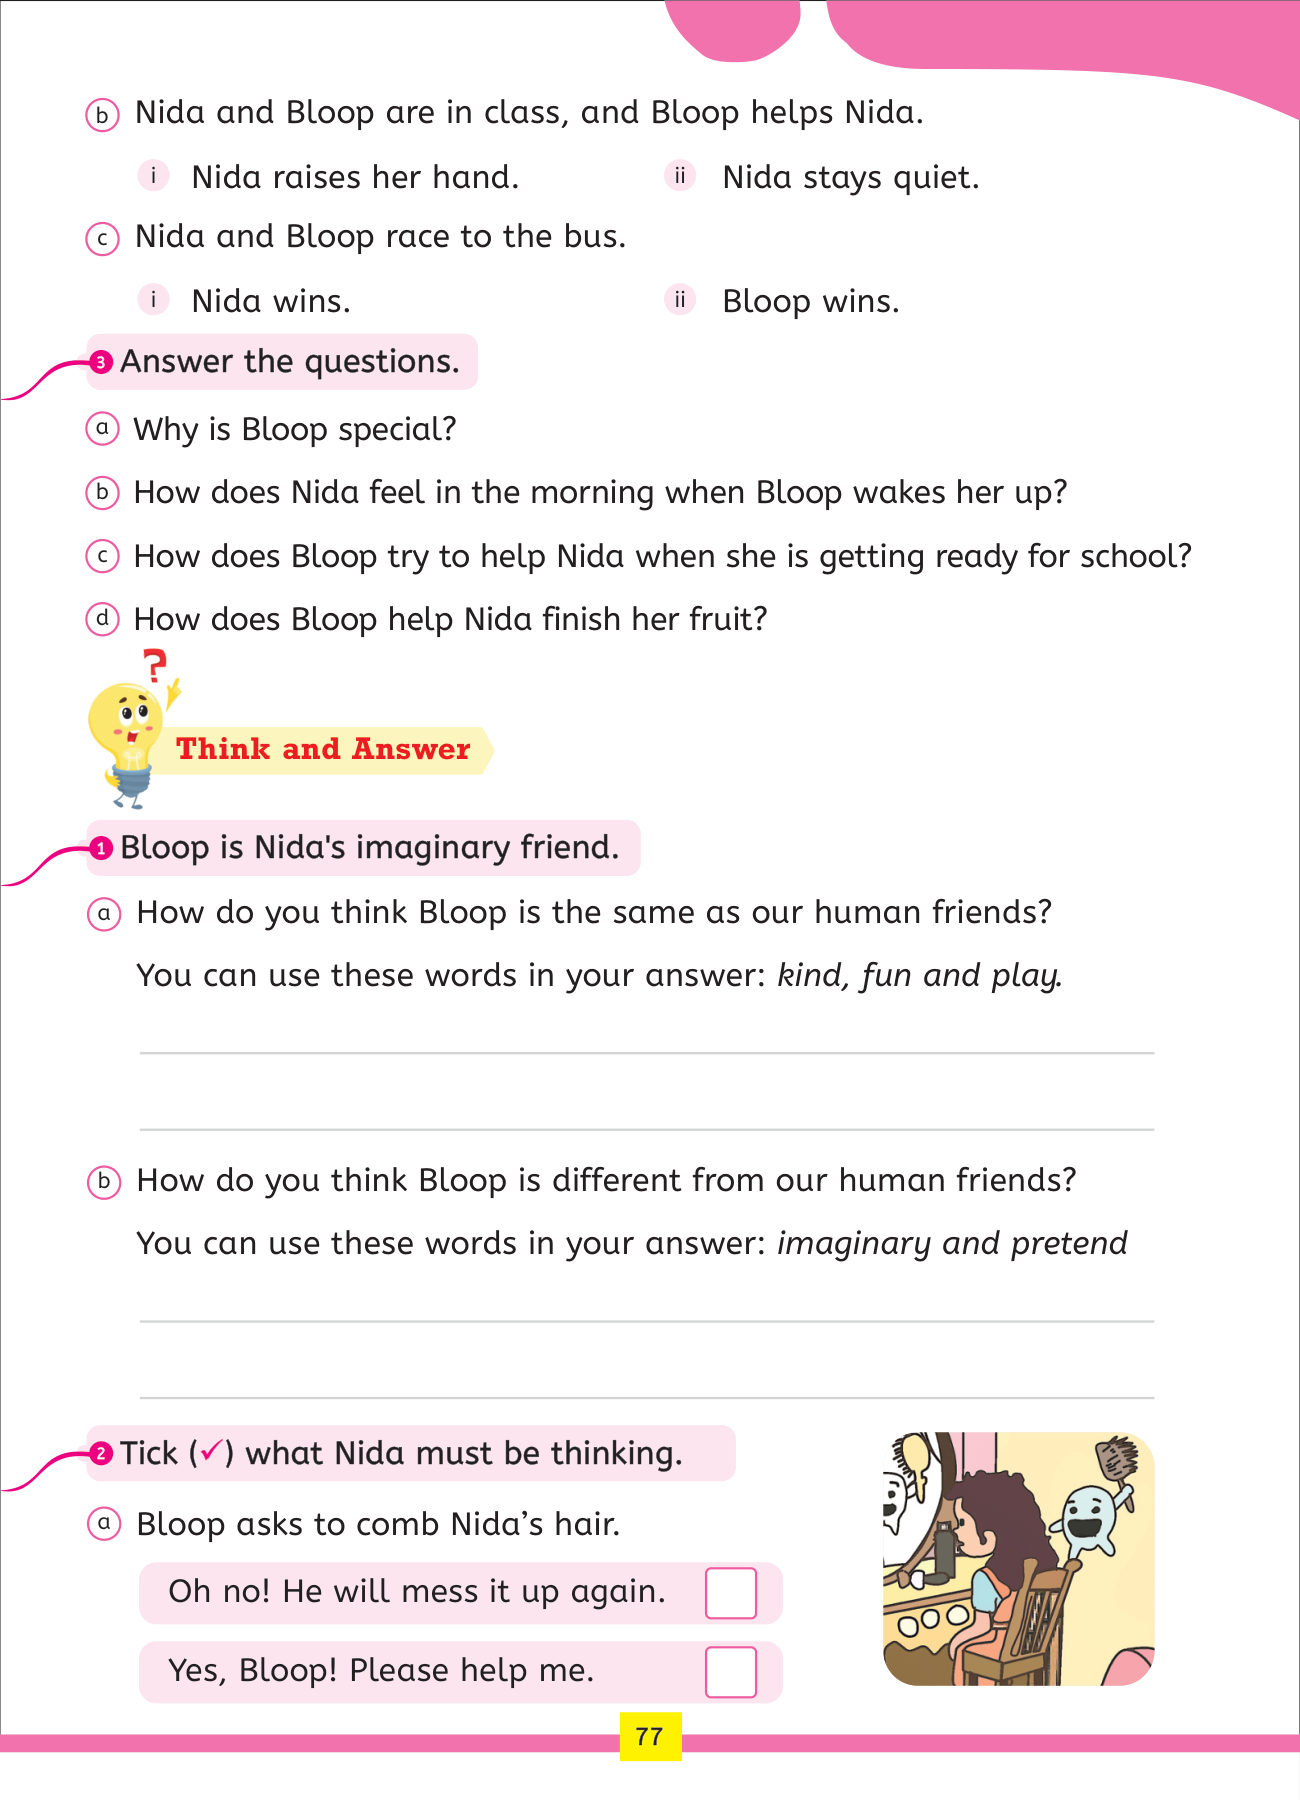 b Nida and Bloop are in class, and Bloop helps Nida.
i Nida raises her hand. ii Nida stays quiet.
c Nida and Bloop race to the bus.
i Nida wins. ii Bloop wins.
3 Answer the questions.
a Why is Bloop special?
b How does Nida feel in the morning when Bloop wakes her up?
c How does Bloop try to help Nida when she is getting ready for school?
d How does Bloop help Nida finish her fruit?
?
Think and Answer
1 Bloop is Nida's imaginary friend.
a How do you think Bloop is the same as our human friends?
You can use these words in your answer: kind, fun and play.
b How do you think Bloop is different from our human friends?
You can use these words in your answer: imaginary and pretend
2 Tick (✓) what Nida must be thinking.
a Bloop asks to comb Nida’s hair.
Oh no! He will mess it up again.
Yes, Bloop! Please help me.
77